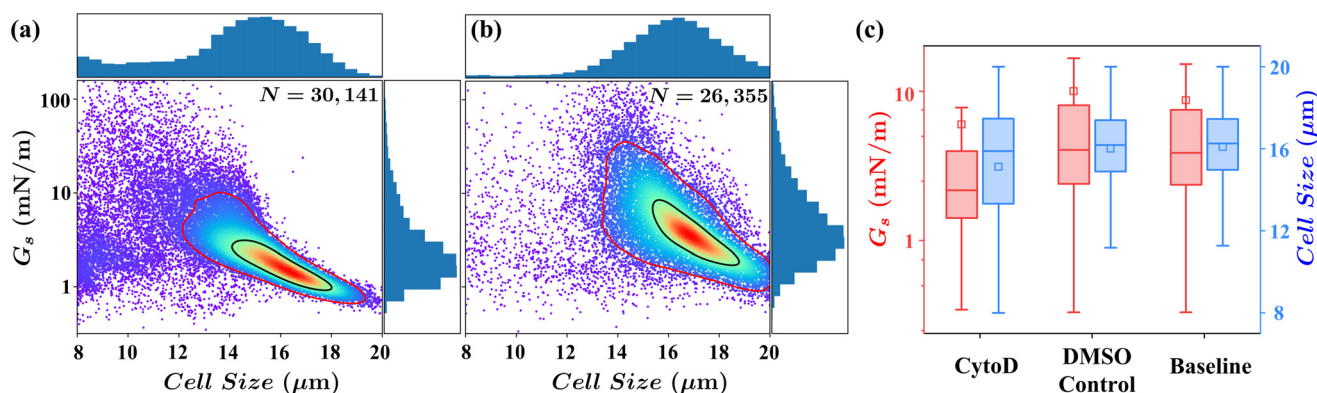 (a)
N = 30,141
100
10
1
G_s (mN/m)
8 10 12 14 16 18 20
Cell Size (μm)
(b)
N = 26,355
8 10 12 14 16 18 20
Cell Size (μm)
(c)
10
1
G_s (mN/m)
20
16
12
8
Cell Size (μm)
CytoD
DMSO
Control
Baseline